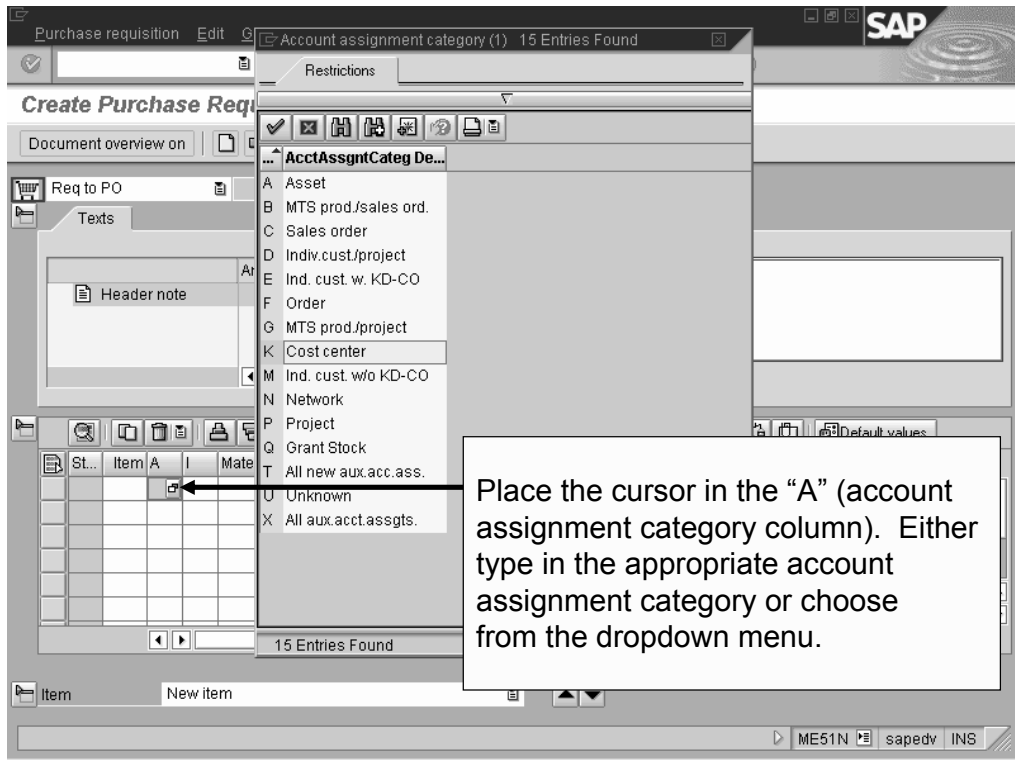 Purchase requisition Edit G
SAP
Account assignment category (1) 15 Entries Found
Restrictions
Create Purchase Requ
Document overview on
...
AcctAssgntCateg De...
Req to PO
Texts
A Asset
B MTS prod./sales ord.
C Sales order
D Indiv.cust./project
E Ind. cust. w. KD-CO
F Order
G MTS prod./project
K Cost center
M Ind. cust. w/o KD-CO
N Network
P Project
Q Grant Stock
T All new aux.acc.ass.
U Unknown
X All aux.acct.assgts.
15 Entries Found
Header note
Default values
St... Item A I Mate
Place the cursor in the “A” (account
assignment category column). Either
type in the appropriate account
assignment category or choose
from the dropdown menu.
Item New item
ME51N sapedv INS